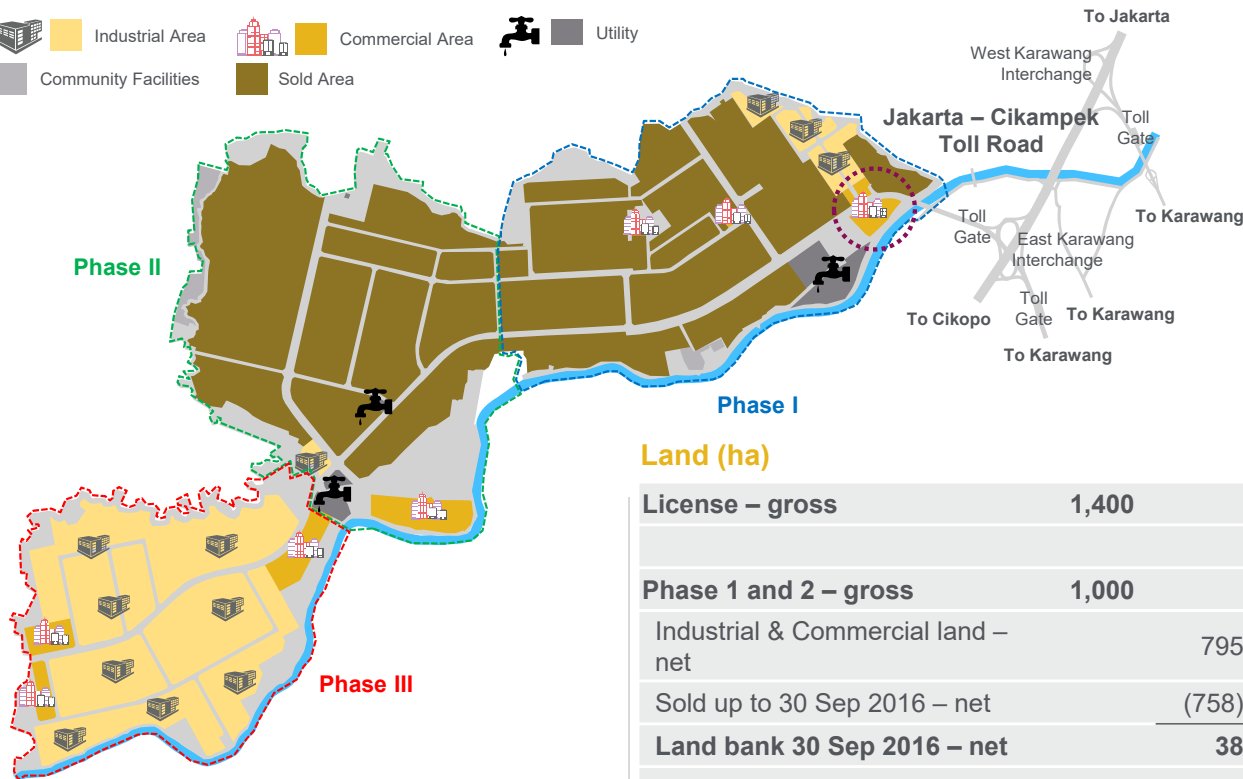 Industrial Area
Commercial Area
Utility
Community Facilities
Sold Area
To Jakarta
West Karawang
Interchange
Jakarta – Cikampek
Toll Road
Toll
Gate
To Karawang
Toll
Gate
East Karawang
Interchange
To Cikopo
Toll
Gate
To Karawang
To Karawang
Phase II
Phase I
Phase III
Land (ha)
License – gross 1,400
Phase 1 and 2 – gross 1,000
Industrial & Commercial land –
net 795
Sold up to 30 Sep 2016 – net (758)
Land bank 30 Sep 2016 – net 38